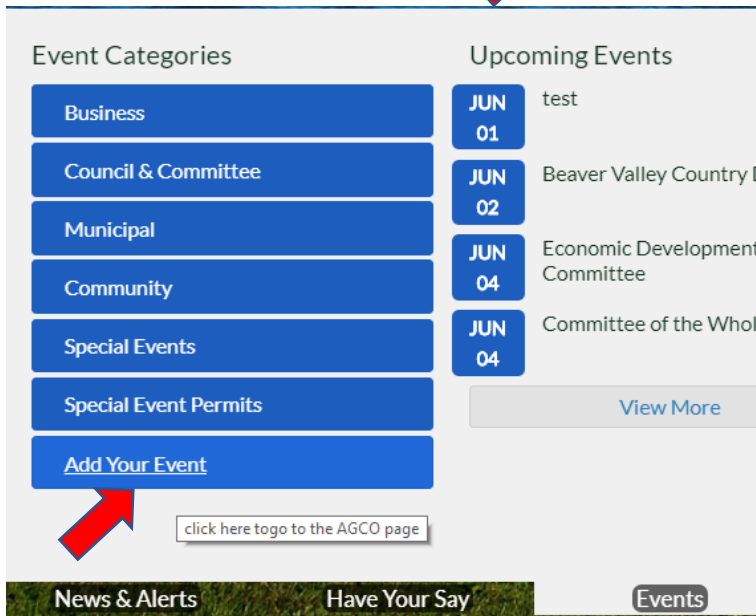 Event Categories
Business
Council & Committee
Municipal
Community
Special Events
Special Event Permits
Add Your Event
click here togo to the AGCO page
Upcoming Events
JUN
01
test
JUN
02
Beaver Valley Country
JUN
04
Economic Development
Committee
JUN
04
Committee of the
View More
News & Alerts
Have Your Say
Events